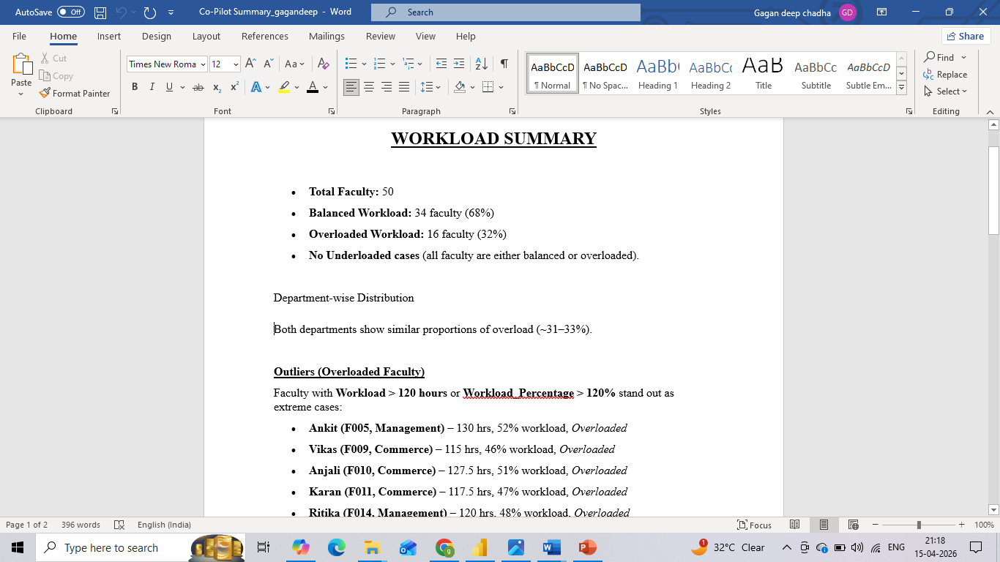 AutoSave Off Co-Pilot Summary_gagandeep - Word Search Gagan deep chadha GD
File Home Insert Design Layout References Mailings Review View Help Share
Paste Cut Copy Format Painter
Times New Roma 12 Aa
B I U ab x₂ x² A A
AaBbCcD AaBbCcD AaBb( AaBbCc AaB AaBbCc AaBbCcD
¶ Normal ¶ No Spac... Heading 1 Heading 2 Title Subtitle Subtle Em...
Find Replace Select
Clipboard Font Paragraph Styles Editing
WORKLOAD SUMMARY
• Total Faculty: 50
• Balanced Workload: 34 faculty (68%)
• Overloaded Workload: 16 faculty (32%)
• No Underloaded cases (all faculty are either balanced or overloaded).
Department-wise Distribution
Both departments show similar proportions of overload (~31–33%).
Outliers (Overloaded Faculty)
Faculty with Workload > 120 hours or Workload_Percentage > 120% stand out as
extreme cases:
• Ankit (F005, Management) – 130 hrs, 52% workload, Overloaded
• Vikas (F009, Commerce) – 115 hrs, 46% workload, Overloaded
• Anjali (F010, Commerce) – 127.5 hrs, 51% workload, Overloaded
• Karan (F011, Commerce) – 117.5 hrs, 47% workload, Overloaded
• Ritika (F014, Management) – 120 hrs, 48% workload, Overloaded
Page 1 of 2 396 words English (India) Focus 100%
Type here to search 1 32°C Clear ENG 21:18
15-04-2026